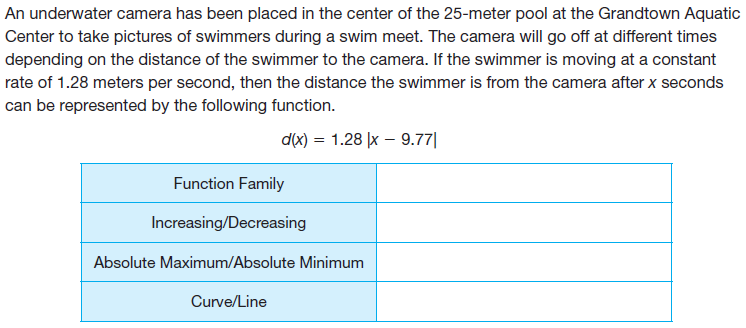 An underwater camera has been placed in the center of the 25-meter pool at the Grandtown Aquatic
Center to take pictures of swimmers during a swim meet. The camera will go off at different times
depending on the distance of the swimmer to the camera. If the swimmer is moving at a constant
rate of 1.28 meters per second, then the distance the swimmer is from the camera after x seconds
can be represented by the following function.
d(x) = 1.28 |x − 9.77|
Function Family
Increasing/Decreasing
Absolute Maximum/Absolute Minimum
Curve/Line